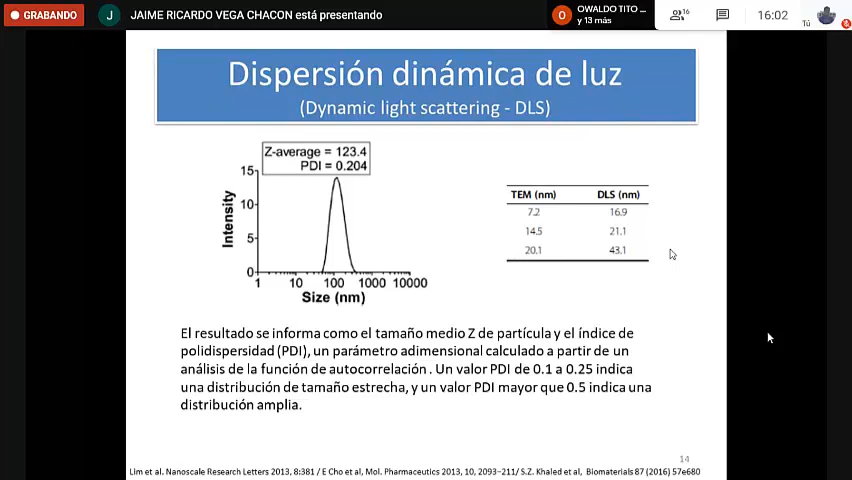 GRABANDO
J JAIME RICARDO VEGA CHACON está presentando
O OWALDO TITO ...
y 13 más
16
16:02
Tú
Dispersión dinámica de luz
(Dynamic light scattering - DLS)
Z-average = 123.4
PDI = 0.204
Intensity
15
10
5
0
1 10 100 1000 10000
Size (nm)
TEM (nm) DLS (nm)
7.2 16.9
14.5 21.1
20.1 43.1
El resultado se informa como el tamaño medio Z de partícula y el índice de
polidispersidad (PDI), un parámetro adimensional calculado a partir de un
análisis de la función de autocorrelación. Un valor PDI de 0.1 a 0.25 indica
una distribución de tamaño estrecha, y un valor PDI mayor que 0.5 indica una
distribución amplia.
14
Lim et al. Nanoscale Research Letters 2013, 8:381 / E Cho et al, Mol. Pharmaceutics 2013, 10, 2093−211/ S.Z. Khaled et al, Biomaterials 87 (2016) 57e680